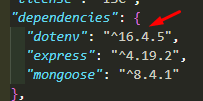 "dependencies": {
"dotenv": "^16.4.5",
"express": "^4.19.2",
"mongoose": "^8.4.1"
},